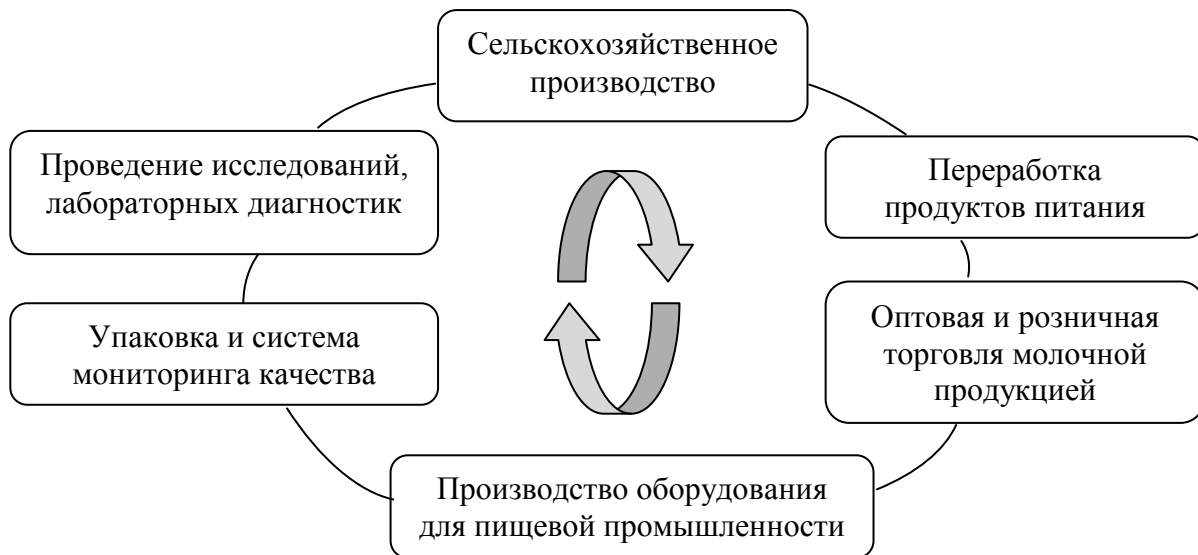 Сельскохозяйственное
производство
Проведение исследований,
лабораторных диагностик
Переработка
продуктов питания
Упаковка и система
мониторинга качества
Оптовая и розничная
торговля молочной
продукцией
Производство оборудования
для пищевой промышленности